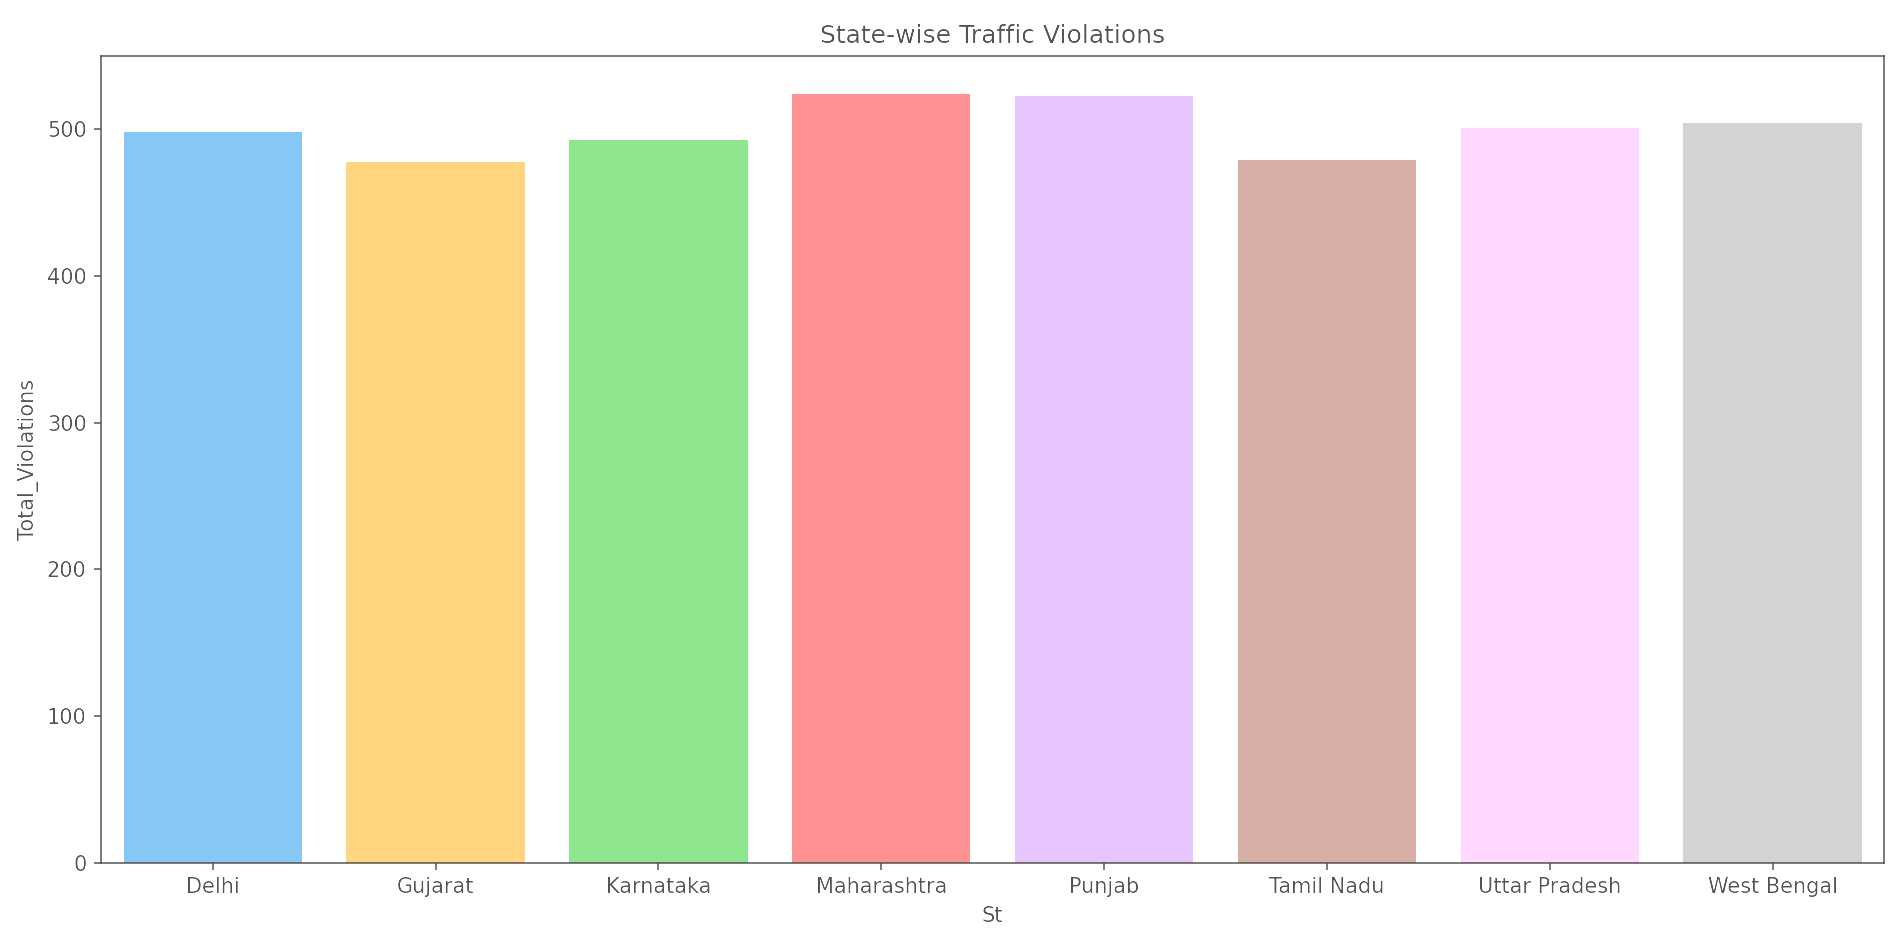 State-wise Traffic Violations
Total_Violations
500
400
300
200
100
0
Delhi Gujarat Karnataka Maharashtra Punjab Tamil Nadu Uttar Pradesh West Bengal
St